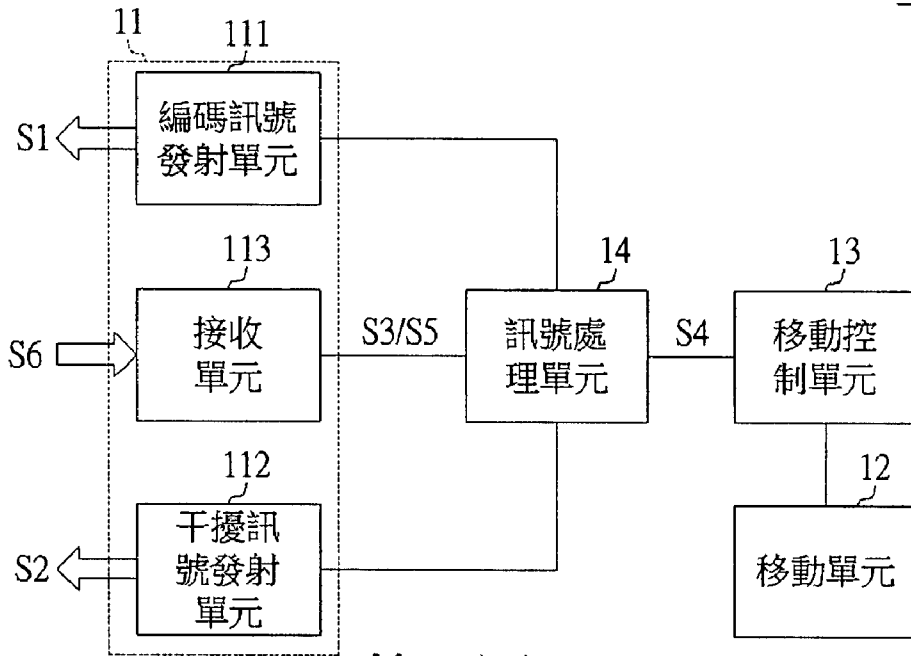 11
111
編碼訊號
發射單元
S1
113
接收
單元
S6
S3/S5
14
訊號處
理單元
S4
13
移動控
制單元
112
干擾訊
號發射
單元
S2
12
移動單元